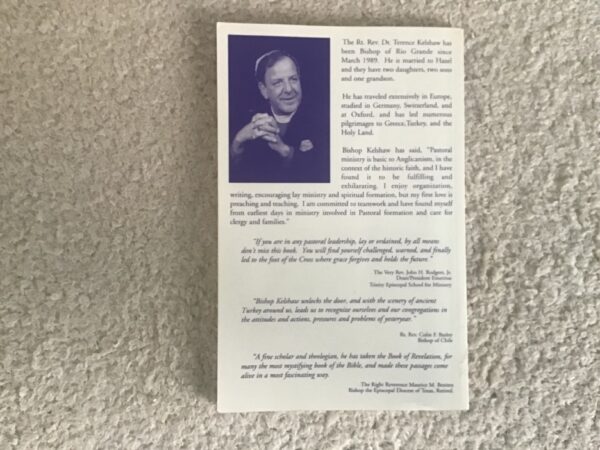 The Rt. Rev. Dr. Terence Kelshaw has
been Bishop of Rio Grande since
March 1989. He is married to Hazel
and they have two daughters, two sons
and one grandson.
He has traveled extensively in Europe,
studied in Germany, Switzerland, and
at Oxford, and has led numerous
pilgrimages to Greece, Turkey, and the
Holy Land.
Bishop Kelshaw has said, "Pastoral
ministry is basic to Anglicanism, in the
context of the historic faith, and I have
found it to be fulfilling and
exhilarating. I enjoy organization,
writing, encouraging lay ministry and spiritual formation, but my first love is
preaching and teaching. I am committed to teamwork and have found myself
from earliest days in ministry involved in Pastoral formation and care for
clergy and families."
"If you are in any pastoral leadership, lay or ordained, by all means
don't miss this book. You will find yourself challenged, warned, and finally
led to the foot of the Cross where grace forgives and holds the future."
The Very Rev. John H. Rodgers, Jr.
Dean/President Emeritus
Trinity Episcopal School for Ministry
"Bishop Kelshaw unlocks the door, and with the scenery of ancient
Turkey around us, leads us to recognize ourselves and our congregations in
the attitudes and actions, pressures and problems of yesteryear."
Rt. Rev. Colin F. Bazley
Bishop of Chile
"A fine scholar and theologian, he has taken the Book of Revelation, for
many the most mystifying book of the Bible, and made these passages come
alive in a most fascinating way.
The Right Reverence Maurice M. Benitez
Bishop the Episcopal Diocese of Texas, Retired.